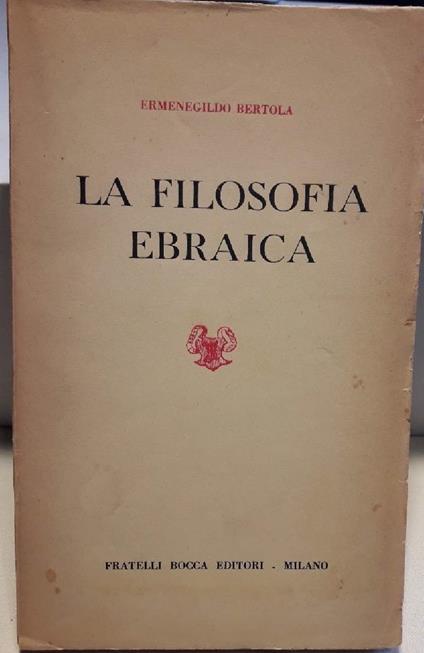 ERMENEGILDO BERTOLA
LA FILOSOFIA
EBRAICA
FRATELLI BOCCA EDITORI - MILANO